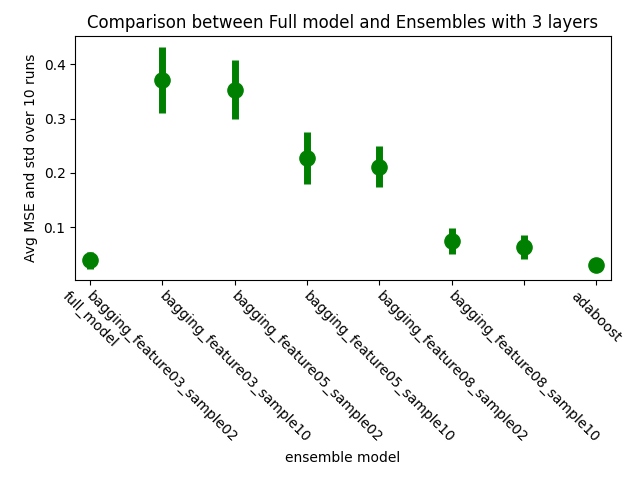 Comparison between Full model and Ensembles with 3 layers
Avg MSE and std over 10 runs
0.4
0.3
0.2
0.1
full_model
bagging_feature03_sample02
bagging_feature03_sample10
bagging_feature05_sample02
bagging_feature05_sample10
bagging_feature08_sample02
bagging_feature08_sample10
adaboost
ensemble model